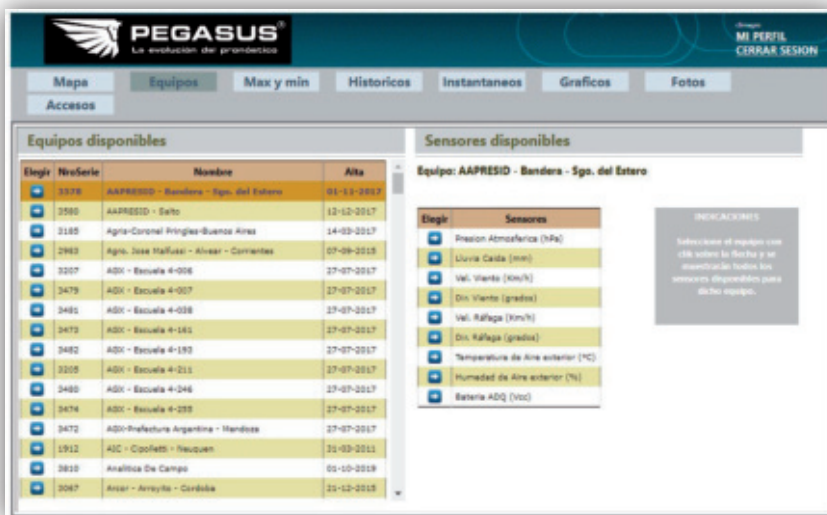 PEGASUS®
La evolución del pronóstico
MI PERFIL
CERRAR SESION
Mapa Equipos Max y min Historicos Instantaneos Graficos Fotos
Accesos
Equipos disponibles
Elegir NroSerie Nombre Alta
3378 AAPRESID - Bandera - Sgo. del Estero 01-11-2017
3580 AAPRESID - Salto 12-12-2017
3185 Agria-Coronel Pringles-Buenos Aires 14-03-2017
2963 Agro. Jose Malfussi - Alvear - Corrientes 07-09-2015
3207 AGX - Escuela 4-006 27-07-2017
3479 AGX - Escuela 4-007 27-07-2017
3481 AGX - Escuela 4-038 27-07-2017
3473 AGX - Escuela 4-161 27-07-2017
3482 AGX - Escuela 4-193 27-07-2017
3205 AGX - Escuela 4-211 27-07-2017
3480 AGX - Escuela 4-246 27-07-2017
3474 AGX - Escuela 4-255 27-07-2017
3472 AGX-Prefectura Argentina - Mendoza 27-07-2017
1912 AIC - Cipolletti - Neuquen 31-03-2011
3810 Analitica De Campo 01-10-2019
3067 Arcor - Arroyito - Cordoba 21-12-2015
Sensores disponibles
Equipo: AAPRESID - Bandera - Sgo. del Estero
Elegir Sensores
Presion Atmosferica (hPa)
Lluvia Caida (mm)
Vel. Viento (Km/h)
Dir. Viento (grados)
Vel. Ráfaga (Km/h)
Dir. Ráfaga (grados)
Temperatura de Aire exterior (ºC)
Humedad de Aire exterior (%)
Bateria ADQ (Vcc)
INDICACIONES
Seleccione el equipo con
clik sobre la flecha y se
mostrarán todos los
sensores disponibles para
dicho equipo.